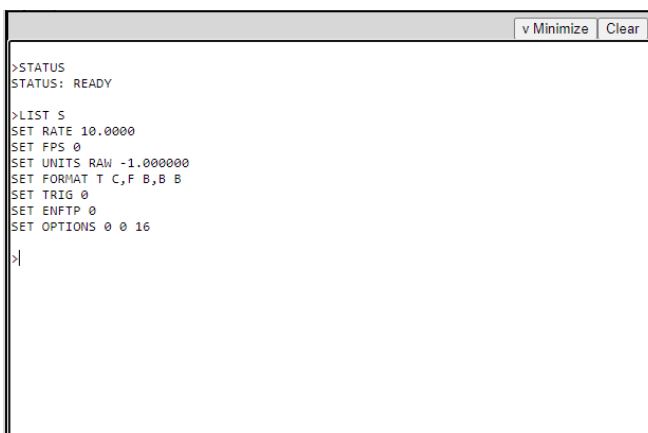 v Minimize Clear
>STATUS
STATUS: READY
>LIST S
SET RATE 10.0000
SET FPS 0
SET UNITS RAW -1.000000
SET FORMAT T C,F B,B B
SET TRIG 0
SET ENFTP 0
SET OPTIONS 0 0 16
>